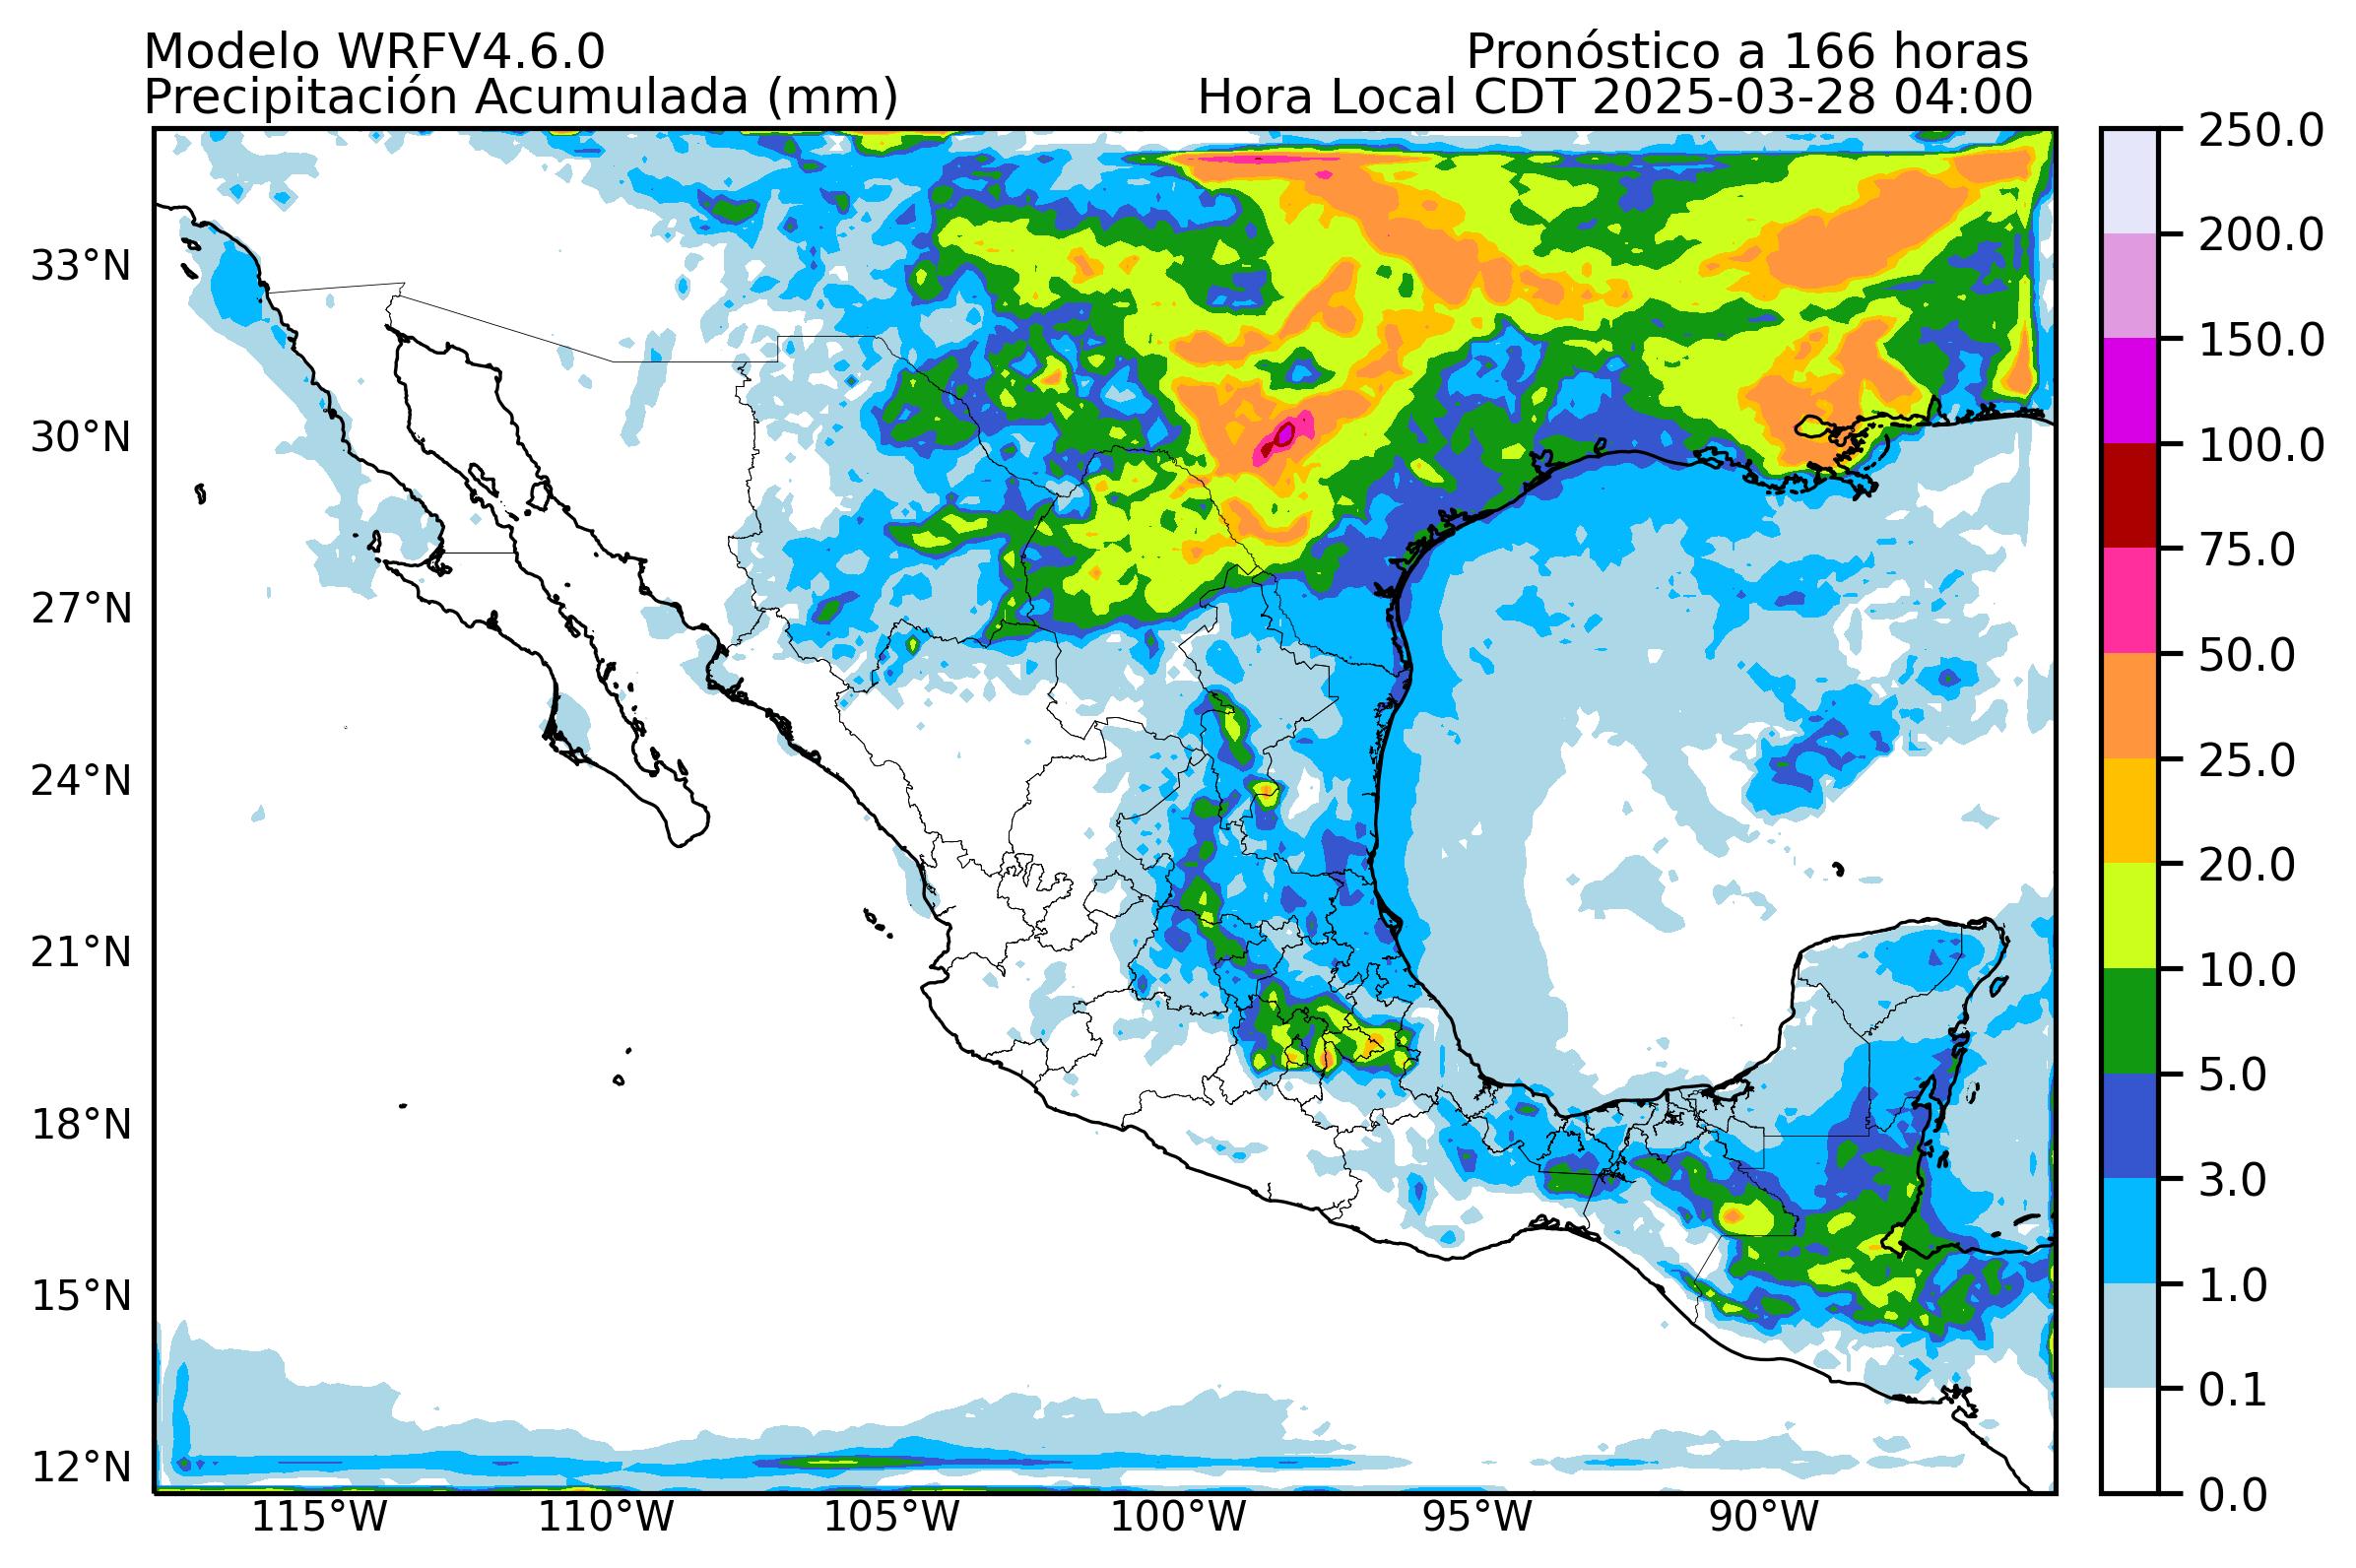 Modelo WRFV4.6.0
Pronóstico a 166 horas
Precipitación Acumulada (mm)
Hora Local CDT 2025-03-28 04:00
33°N
30°N
27°N
24°N
21°N
18°N
15°N
12°N
115°W
110°W
105°W
100°W
95°W
90°W
250.0
200.0
150.0
100.0
75.0
50.0
25.0
20.0
10.0
5.0
3.0
1.0
0.1
0.0